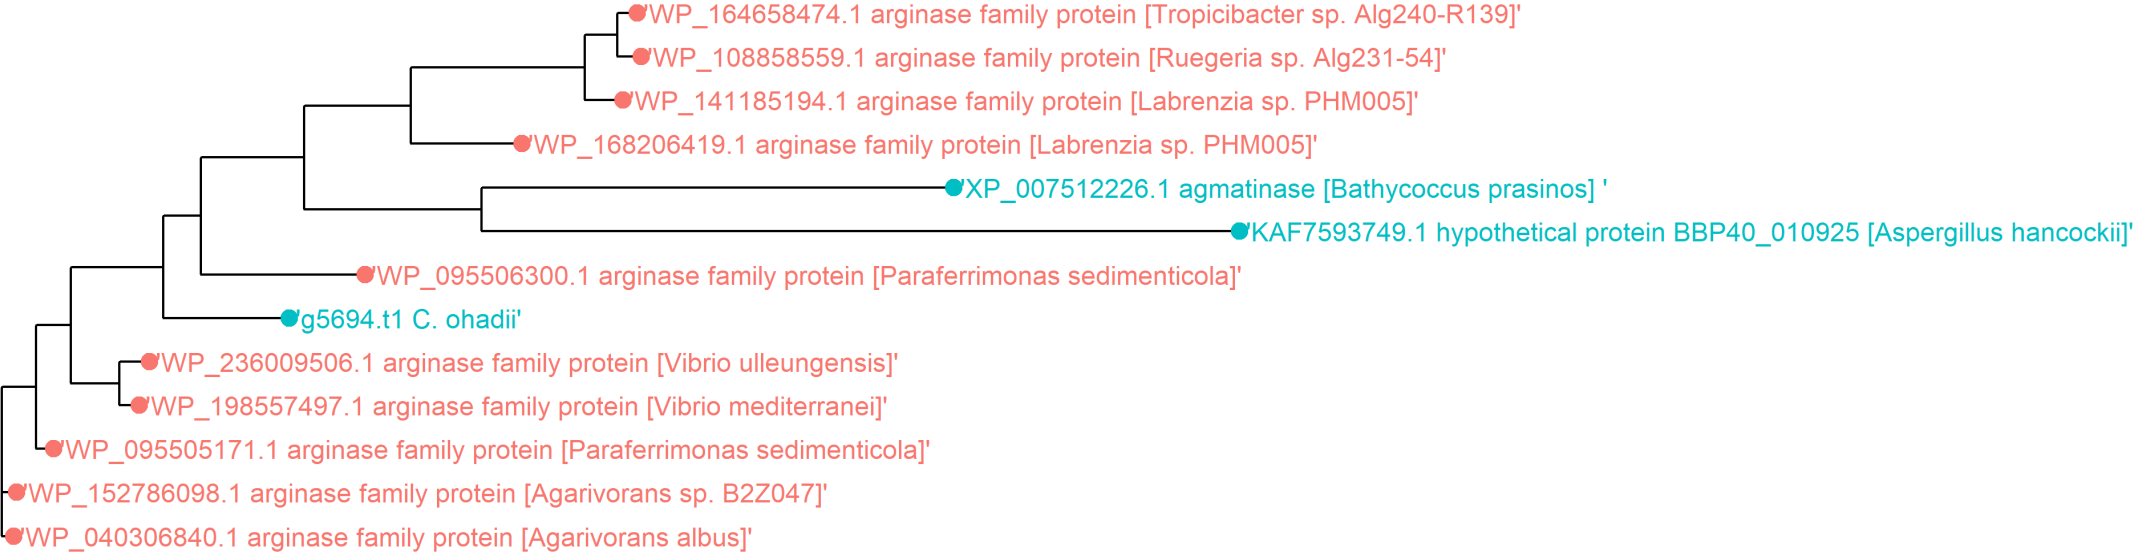 'WP_164658474.1 arginase family protein [Tropicibacter sp. Alg240-R139]'
'WP_108858559.1 arginase family protein [Ruegeria sp. Alg231-54]'
'WP_141185194.1 arginase family protein [Labrenzia sp. PHM005]'
'WP_168206419.1 arginase family protein [Labrenzia sp. PHM005]'
'XP_007512226.1 agmatinase [Bathycoccus prasinos] '
'KAF7593749.1 hypothetical protein BBP40_010925 [Aspergillus hancockii]'
'WP_095506300.1 arginase family protein [Paraferrimonas sedimenticola]'
'g5694.t1 C. ohadii'
'WP_236009506.1 arginase family protein [Vibrio ulleungensis]'
'WP_198557497.1 arginase family protein [Vibrio mediterranei]'
'WP_095505171.1 arginase family protein [Paraferrimonas sedimenticola]'
'WP_152786098.1 arginase family protein [Agarivorans sp. B2Z047]'
'WP_040306840.1 arginase family protein [Agarivorans albus]'